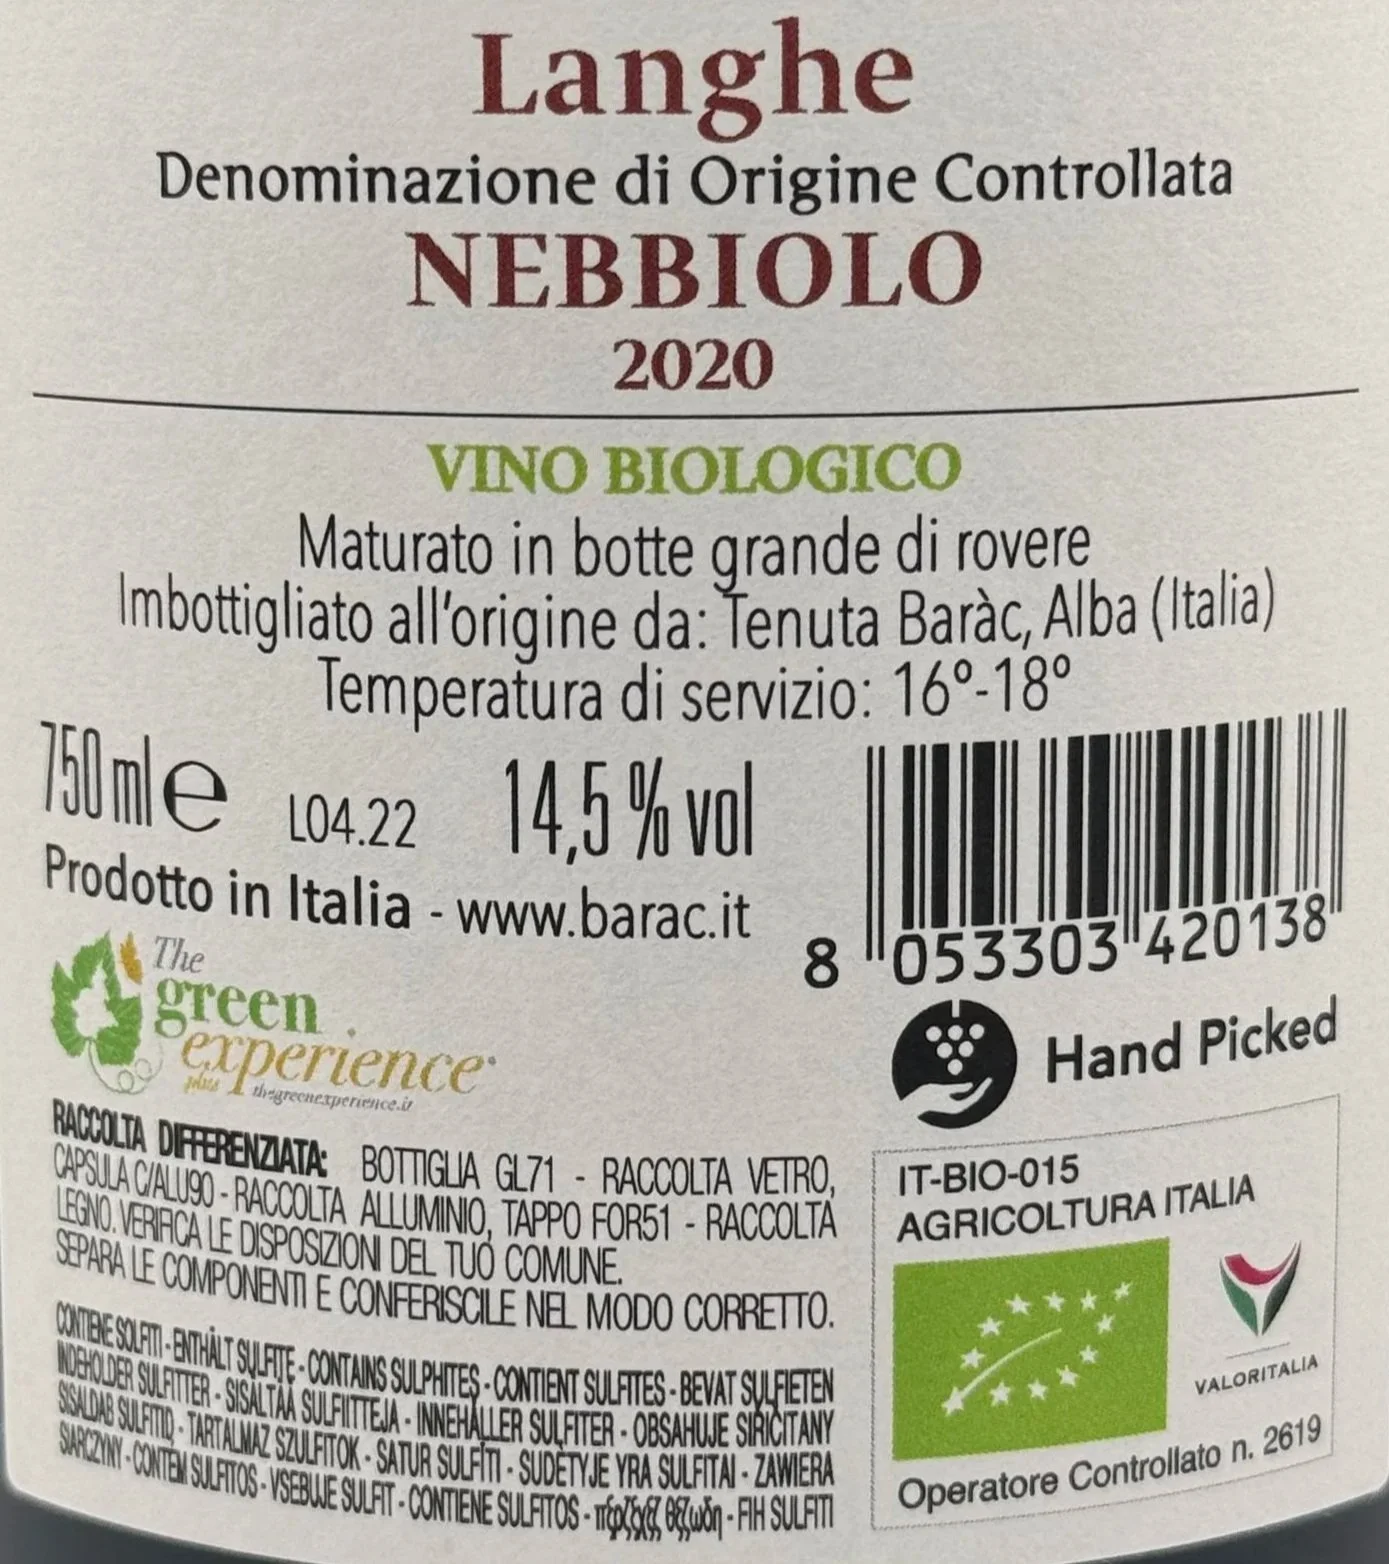 Langhe
Denominazione di Origine Controllata
NEBBIOLO
2020
VINO BIOLOGICO
Maturato in botte grande di rovere
Imbottigliato all'origine da: Tenuta Baràc, Alba (Italia)
Temperatura di servizio: 16°-18°
750 ml e L04.22 14,5 % vol
Prodotto in Italia - www.barac.it
8 053303 420138
The
green
experience
plus
thegreenexperience.it
Hand Picked
RACCOLTA DIFFERENZIATA: BOTTIGLIA GL71 - RACCOLTA VETRO,
CAPSULA C/ALU90 - RACCOLTA ALLUMINIO, TAPPO FOR51 - RACCOLTA
LEGNO. VERIFICA LE DISPOSIZIONI DEL TUO COMUNE.
SEPARA LE COMPONENTI E CONFERISCILE NEL MODO CORRETTO.
CONTIENE SOLFITI - ENTHÄLT SULFITE - CONTAINS SULPHITES - CONTIENT SULFITES - BEVAT SULFIETEN
INDEHOLDER SULFITTER - SISÄLTÄÄ SULFIITTEJA - INNEHÅLLER SULFITER - OBSAHUJE SIRIČITANY
SISALDAB SULFITID - TARTALMAZ SZULFITOK - SATUR SULFĪTI - SUDĖTYJE YRA SULFITAI - ZAWIERA
SIARCZYNY - CONTÉM SULFITOS - VSEBUJE SULFIT - CONTIENE SULFITOS - FIH SULFITI
IT-BIO-015
AGRICOLTURA ITALIA
VALORITALIA
Operatore Controllato n. 2619